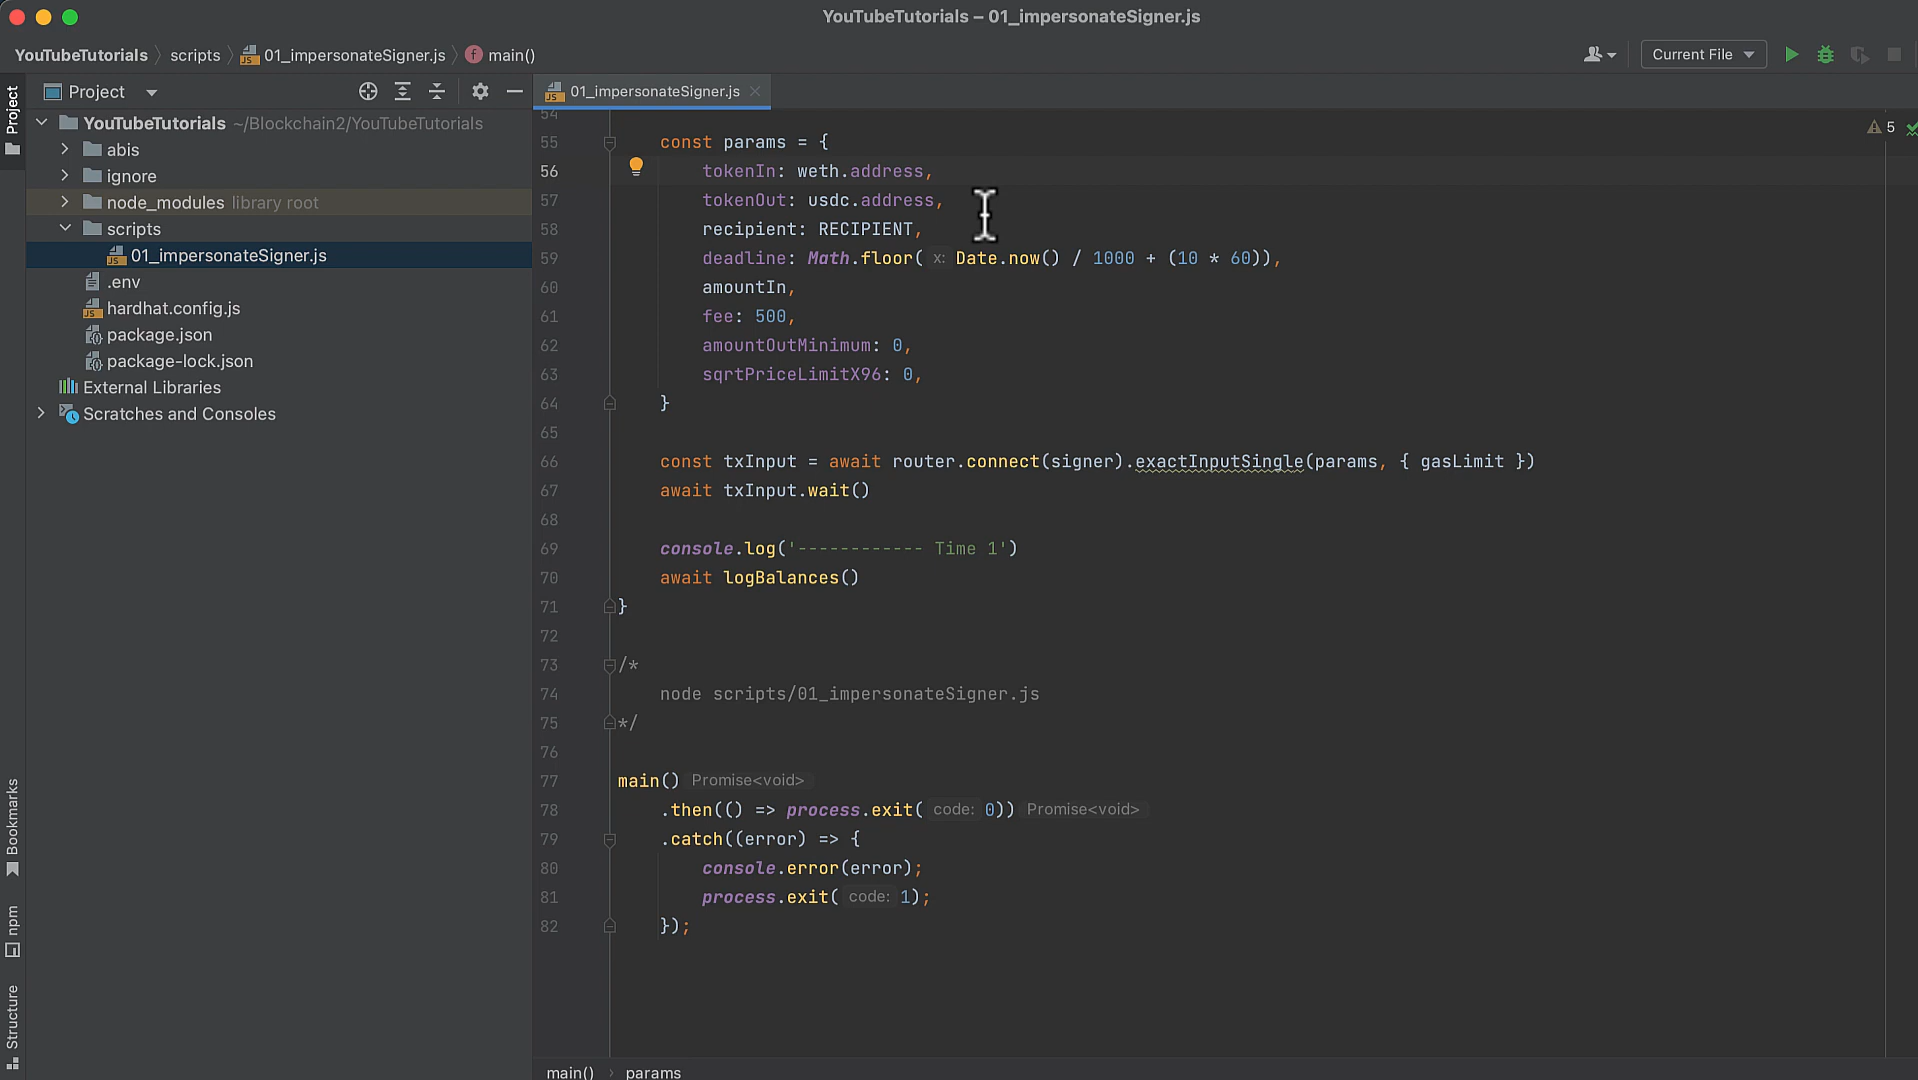 YouTubeTutorials – 01_impersonateSigner.js
YouTubeTutorials
scripts
01_impersonateSigner.js
main()
Current File
Project
Project
01_impersonateSigner.js
YouTubeTutorials ~/Blockchain2/YouTubeTutorials
abis
ignore
node_modules library root
scripts
01_impersonateSigner.js
.env
hardhat.config.js
package.json
package-lock.json
External Libraries
Scratches and Consoles
Bookmarks
npm
Structure
5
54
55 const params = {
56 tokenIn: weth.address,
57 tokenOut: usdc.address,
58 recipient: RECIPIENT,
59 deadline: Math.floor( x: Date.now() / 1000 + (10 * 60)),
60 amountIn,
61 fee: 500,
62 amountOutMinimum: 0,
63 sqrtPriceLimitX96: 0,
64 }
65
66 const txInput = await router.connect(signer).exactInputSingle(params, { gasLimit })
67 await txInput.wait()
68
69 console.log('------------ Time 1')
70 await logBalances()
71 }
72
73 /*
74 node scripts/01_impersonateSigner.js
75 */
76
77 main() Promise<void>
78 .then(() => process.exit( code: 0)) Promise<void>
79 .catch((error) => {
80 console.error(error);
81 process.exit( code: 1);
82 });
main() params